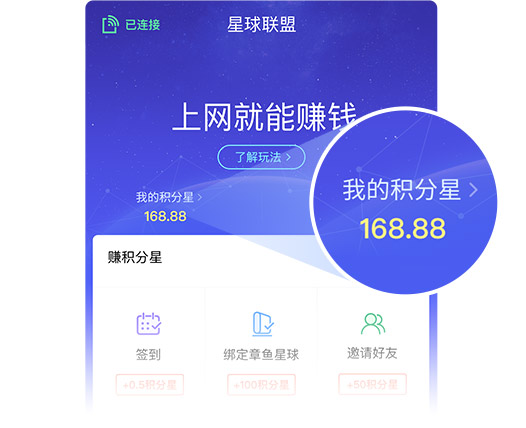 已连接
星球联盟
上网就能赚钱
了解玩法
我的积分星
168.88
我的积分星
168.88
赚积分星
签到
绑定章鱼星球
邀请好友
+0.5积分星
+100积分星
+50积分星